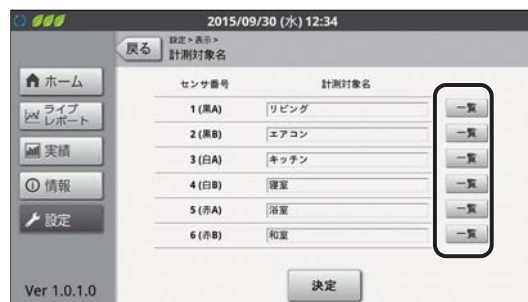 2015/09/30 (水) 12:34
戻る
設定 > 表示 >
計測対象名
ホーム
ライブ
レポート
実績
情報
設定
Ver 1.0.1.0
センサ番号 計測対象名
1 (黒A) リビング 一覧
2 (黒B) エアコン 一覧
3 (白A) キッチン 一覧
4 (白B) 寝室 一覧
5 (赤A) 浴室 一覧
6 (赤B) 和室 一覧
決定